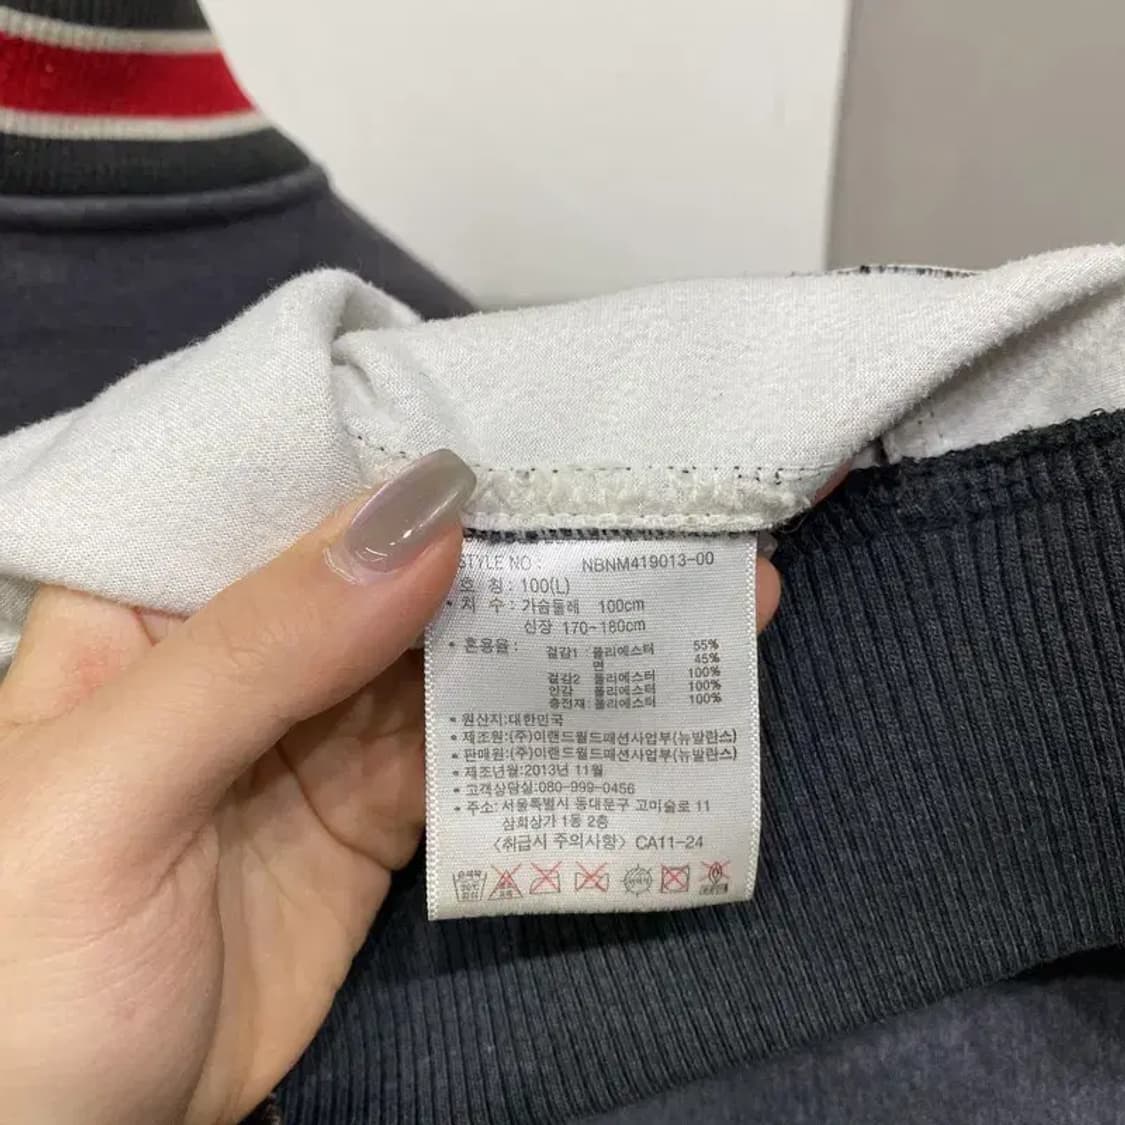 STYLE NO : NBNM419013-00
호 칭 : 100(L)
• 치 수 : 가슴둘레 100cm
신장 170~180cm
• 혼용율 : 겉감1 : 폴리에스터 55%
면 45%
겉감2 폴리에스터 100%
안감 폴리에스터 100%
충전재:폴리에스터 100%
• 원산지:대한민국
• 제조원:(주)이랜드월드패션사업부(뉴발란스)
• 판매원:(주)이랜드월드패션사업부(뉴발란스)
• 제조년월:2013년 11월
• 고객상담실:080-999-0456
• 주소: 서울특별시 동대문구 고미술로 11
삼희상가 1동 2층
<취급시 주의사항> CA11-24
손세탁